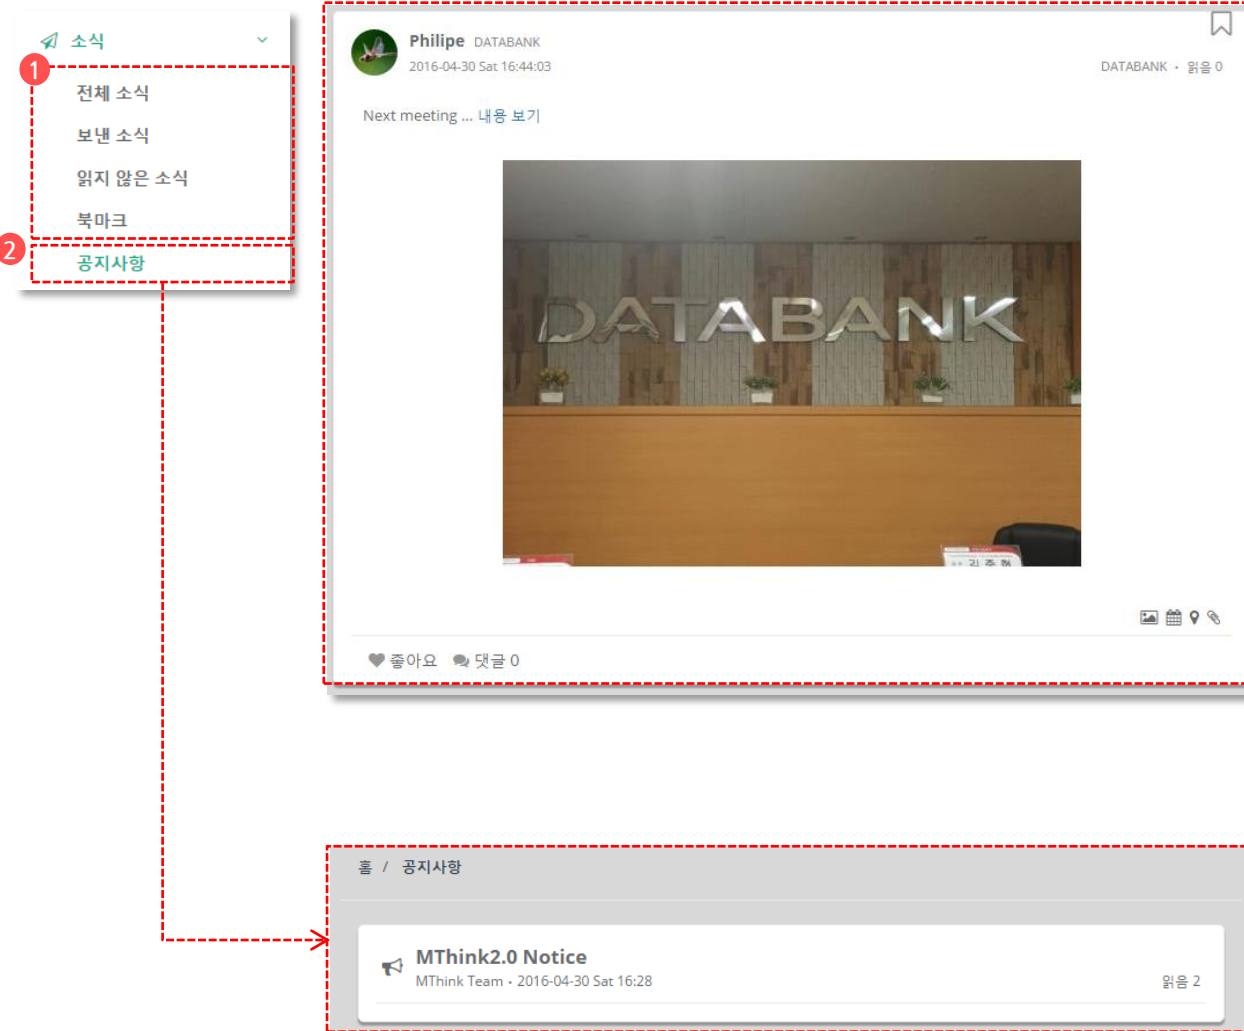 소식
1
전체 소식
보낸 소식
읽지 않은 소식
북마크
2
공지사항
Philipe DATABANK
2016-04-30 Sat 16:44:03
DATABANK • 읽음 0
Next meeting ... 내용 보기
DATABANK
김주현
좋아요 댓글 0
홈 / 공지사항
MThink2.0 Notice
MThink Team • 2016-04-30 Sat 16:28
읽음 2